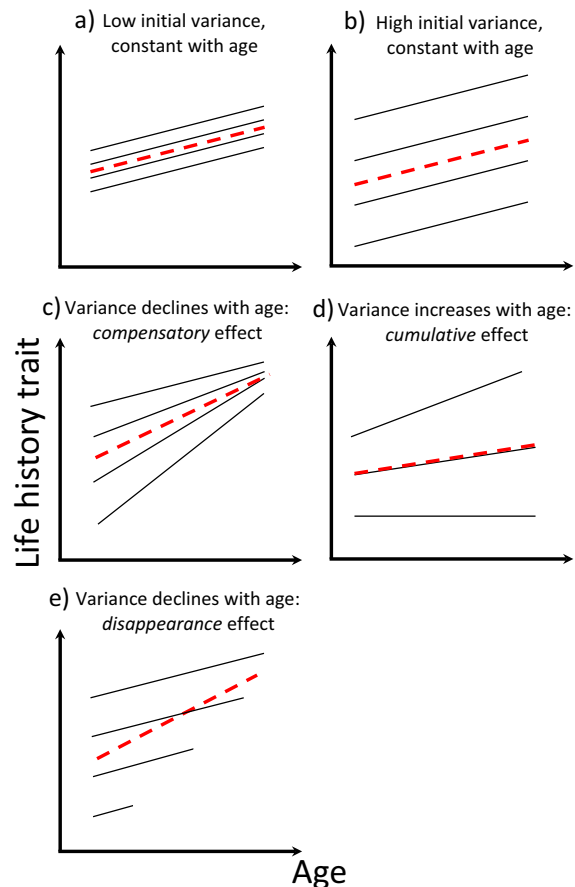 a) Low initial variance,
constant with age
b) High initial variance,
constant with age
c) Variance declines with age:
compensatory effect
d) Variance increases with age:
cumulative effect
Life history trait
e) Variance declines with age:
disappearance effect
Age